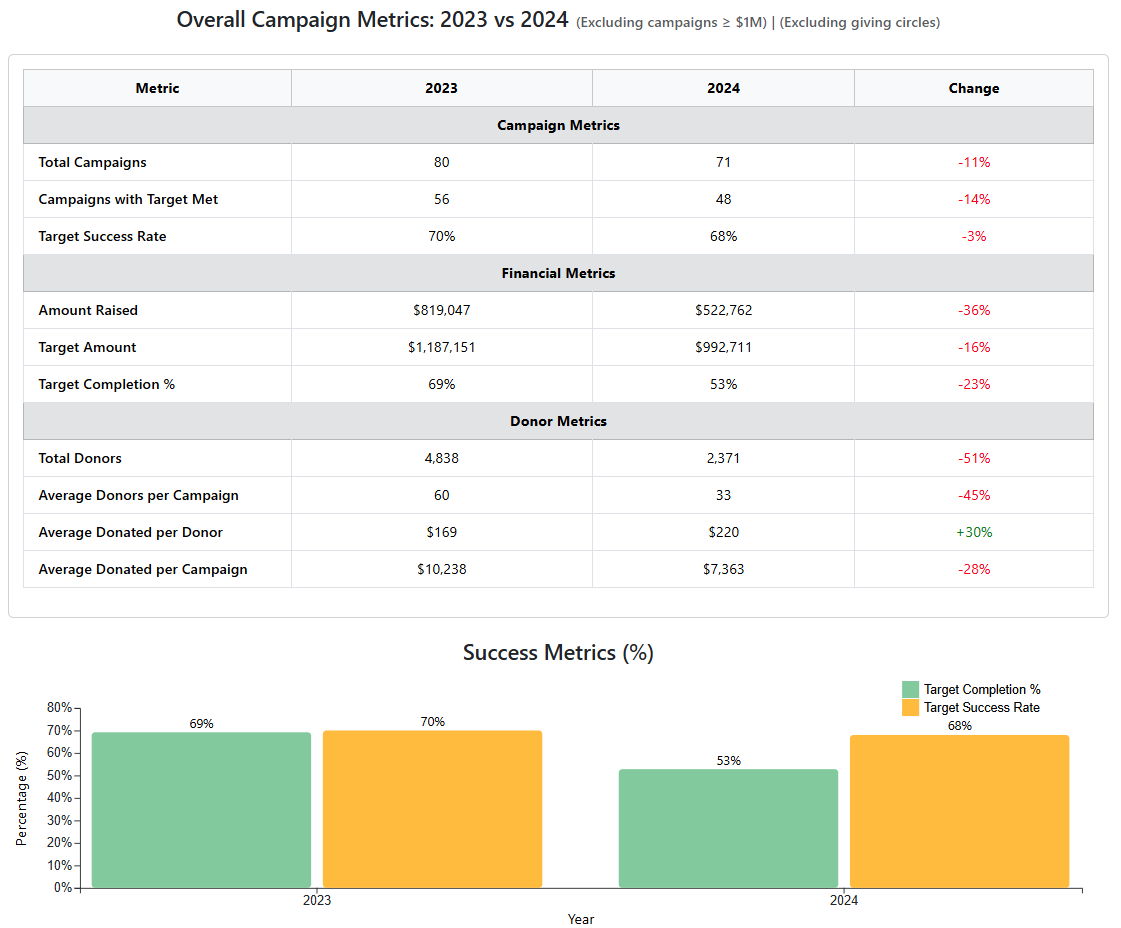 Overall Campaign Metrics: 2023 vs 2024 (Excluding campaigns ≥ $1M) | (Excluding giving circles)
Metric 2023 2024 Change
Campaign Metrics
Total Campaigns 80 71 -11%
Campaigns with Target Met 56 48 -14%
Target Success Rate 70% 68% -3%
Financial Metrics
Amount Raised $819,047 $522,762 -36%
Target Amount $1,187,151 $992,711 -16%
Target Completion % 69% 53% -23%
Donor Metrics
Total Donors 4,838 2,371 -51%
Average Donors per Campaign 60 33 -45%
Average Donated per Donor $169 $220 +30%
Average Donated per Campaign $10,238 $7,363 -28%
Success Metrics (%)
Target Completion %
Target Success Rate
80%
70%
60%
50%
40%
30%
20%
10%
0%
Percentage (%)
69%
70%
53%
68%
2023
2024
Year